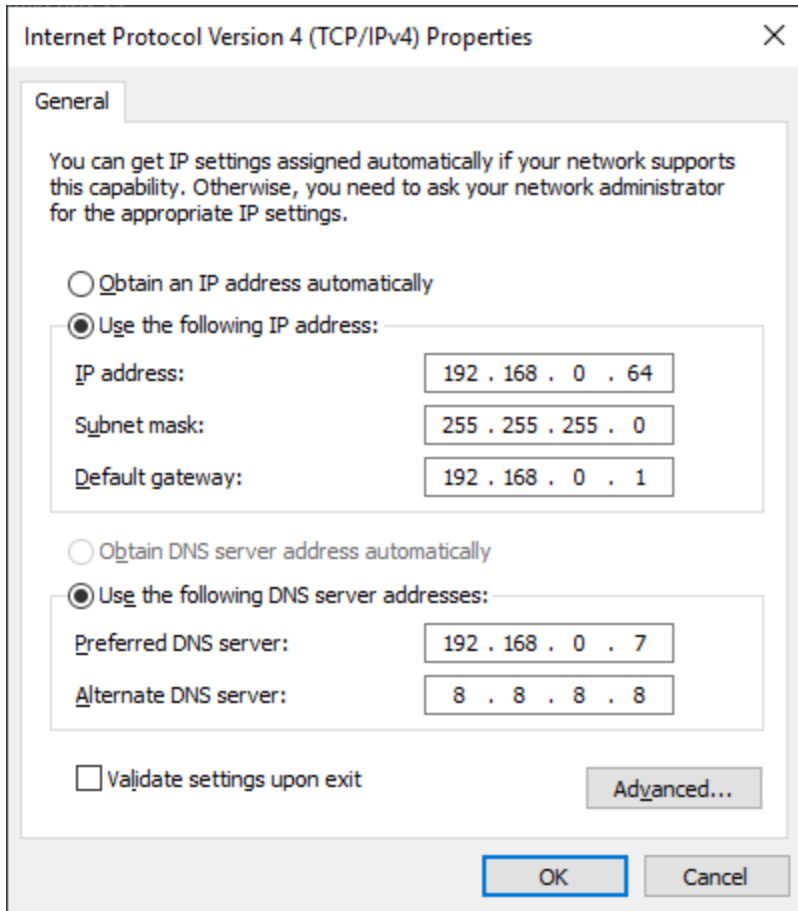 Internet Protocol Version 4 (TCP/IPv4) Properties
General
You can get IP settings assigned automatically if your network supports
this capability. Otherwise, you need to ask your network administrator
for the appropriate IP settings.
Obtain an IP address automatically
Use the following IP address:
IP address: 192 . 168 . 0 . 64
Subnet mask: 255 . 255 . 255 . 0
Default gateway: 192 . 168 . 0 . 1
Obtain DNS server address automatically
Use the following DNS server addresses:
Preferred DNS server: 192 . 168 . 0 . 7
Alternate DNS server: 8 . 8 . 8 . 8
Validate settings upon exit
Advanced...
OK Cancel